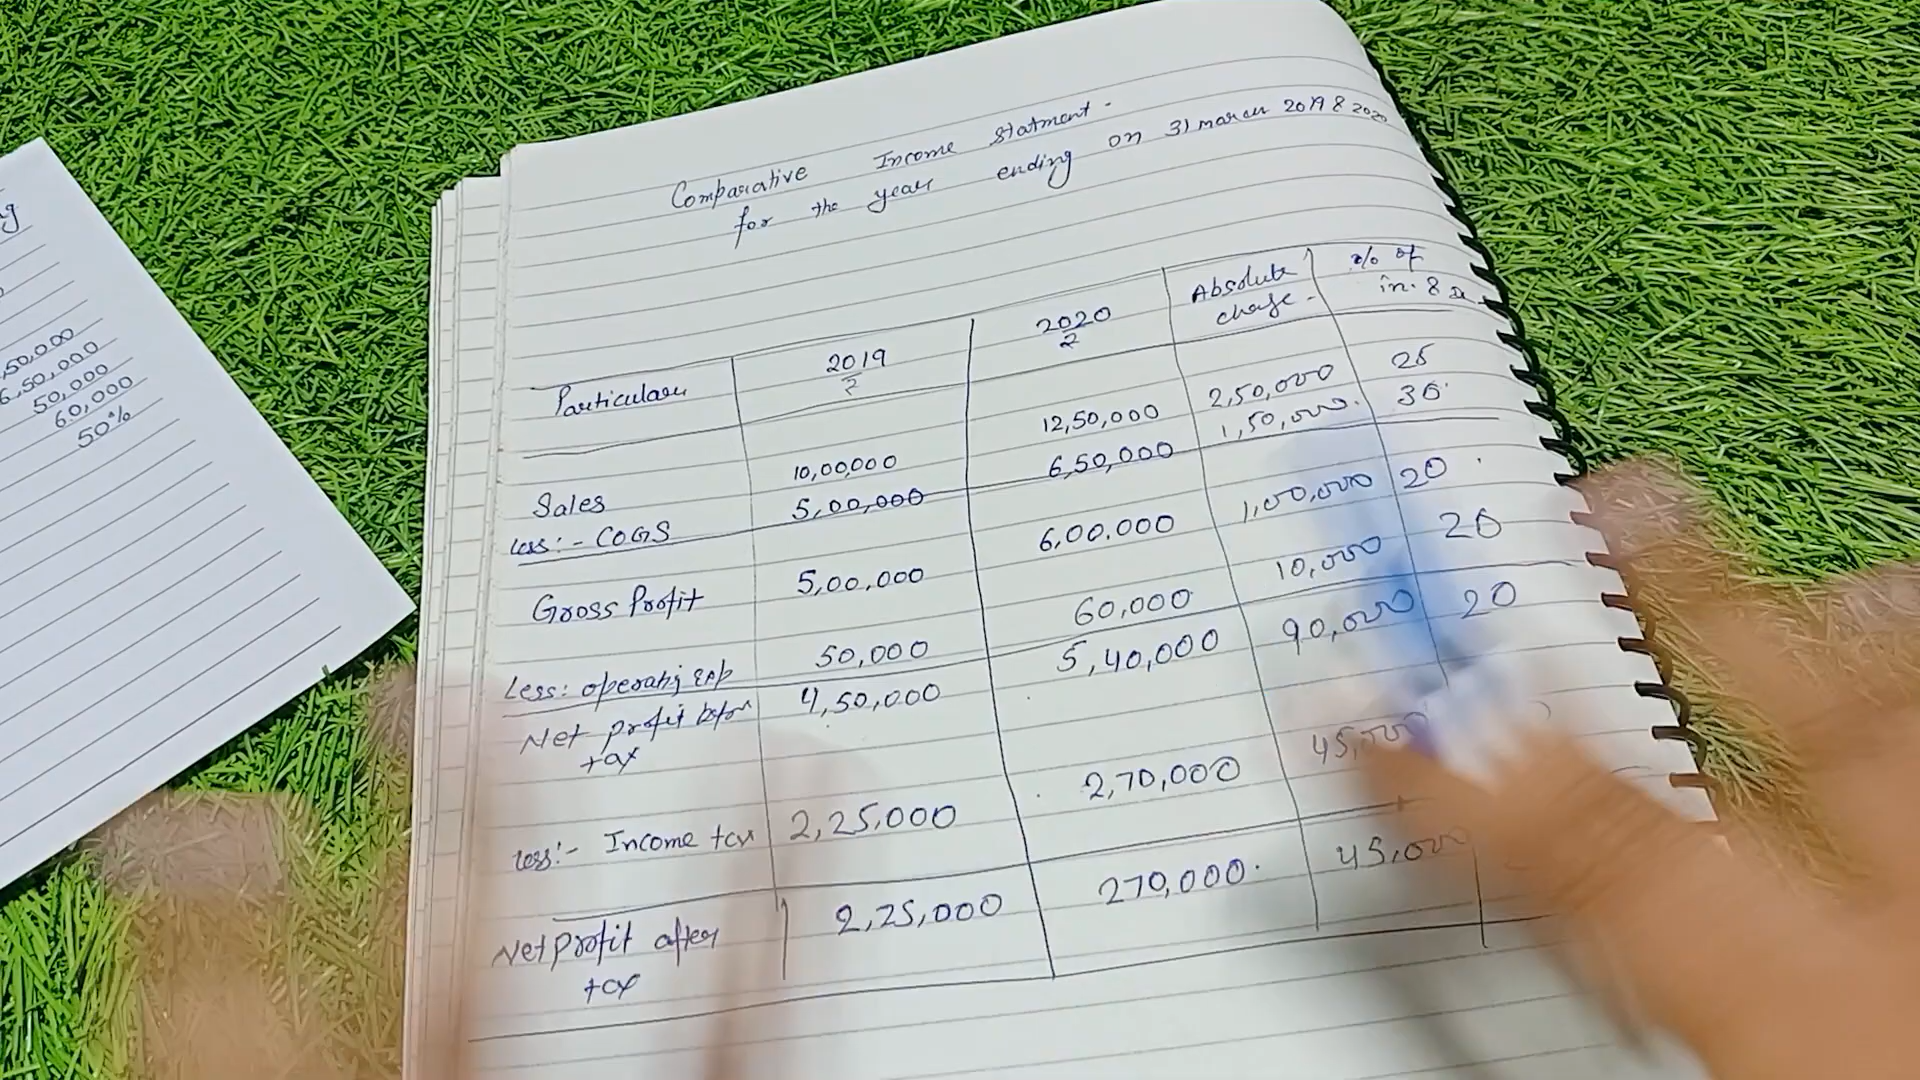 Comparative Income Statment -
for the year ending on 31 march 2019 & 2020
Particulars 2019 ₹ 2020 ₹ Absolute change - % of in. & De
Sales 10,00,000 12,50,000 2,50,000 25
Less:- COGS 5,00,000 6,50,000 1,50,000. 30
Gross Profit 5,00,000 6,00.000 1,00,000 20
Less: operating exp 50,000 60,000 10,000 20
Net profit before tax 4,50,000 5,40,000 90,000 20
Less:- Income tax 2,25,000 2,70,000 45,000
Net profit after tax 2,25,000 270,000. 45,000
,50,000
6,50,000
50,000
60,000
50%